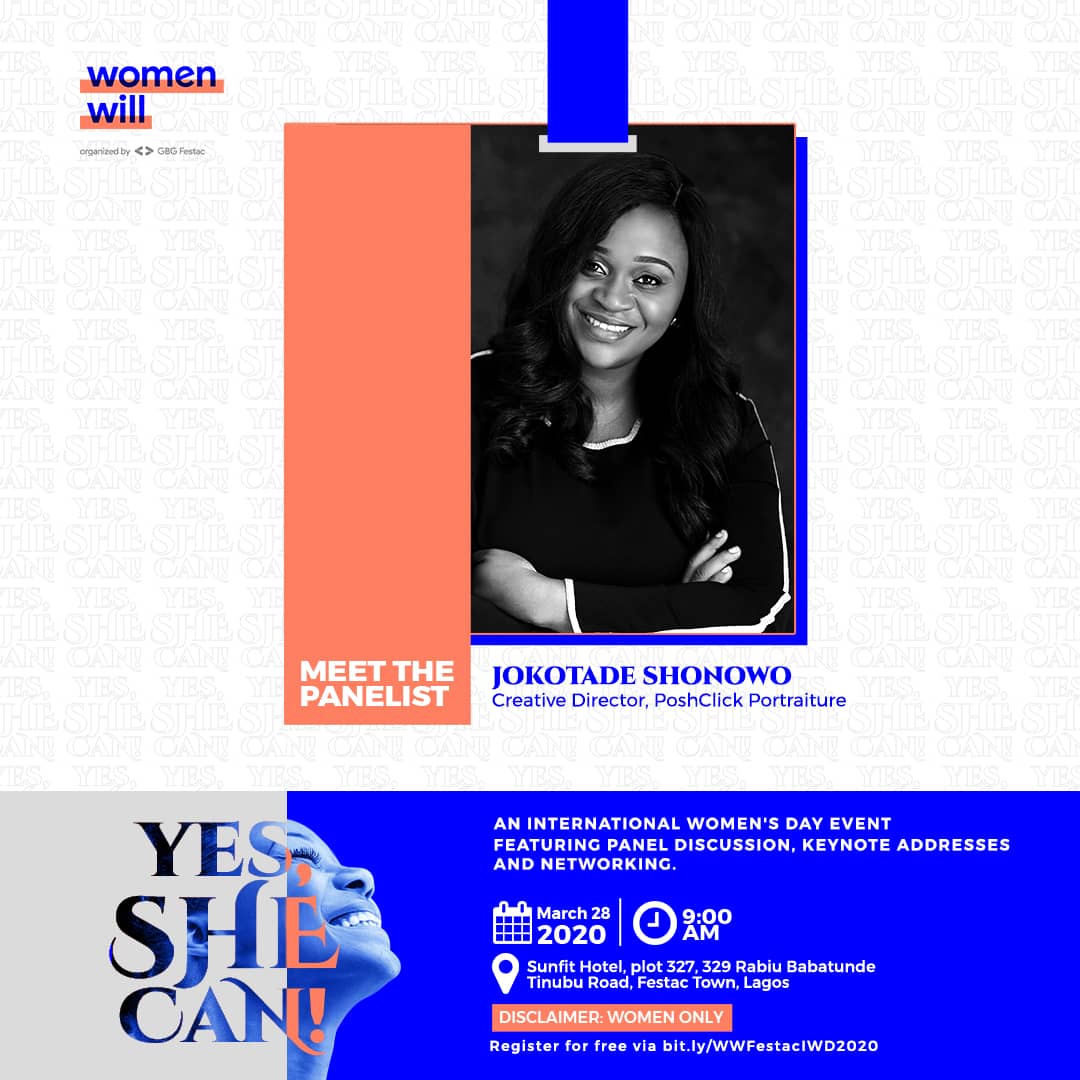 women
will
organized by <> GBG Festac
MEET THE
PANELIST
JOKOTADE SHONOWO
Creative Director, PoshClick Portraiture
YES,
SHE
CAN!
AN INTERNATIONAL WOMEN'S DAY EVENT
FEATURING PANEL DISCUSSION, KEYNOTE ADDRESSES
AND NETWORKING.
March 28
2020
9:00
AM
Sunfit Hotel, plot 327, 329 Rabiu Babatunde
Tinubu Road, Festac Town, Lagos
DISCLAIMER: WOMEN ONLY
Register for free via bit.ly/WWFestacIWD2020